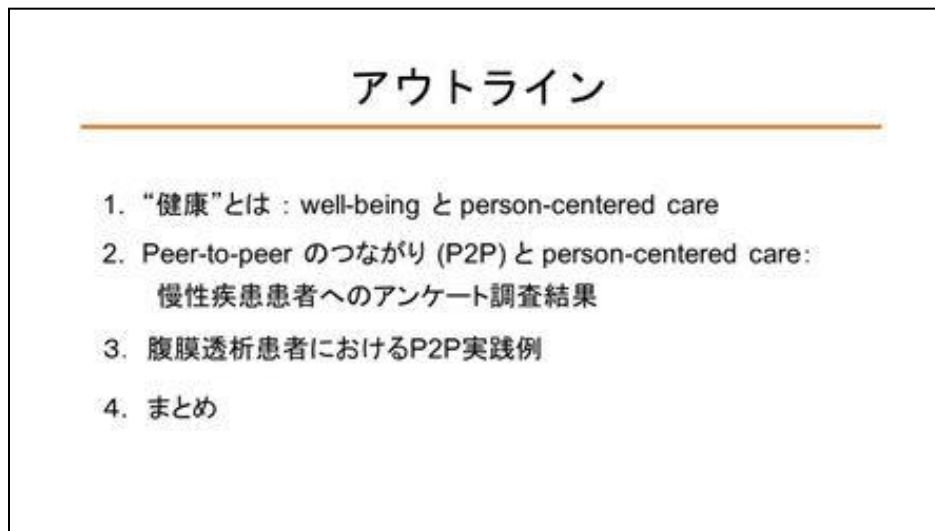 アウトライン
1. “健康”とは : well-being と person-centered care
2. Peer-to-peer のつながり (P2P) と person-centered care:
慢性疾患患者へのアンケート調査結果
3. 腹膜透析患者におけるP2P実践例
4. まとめ